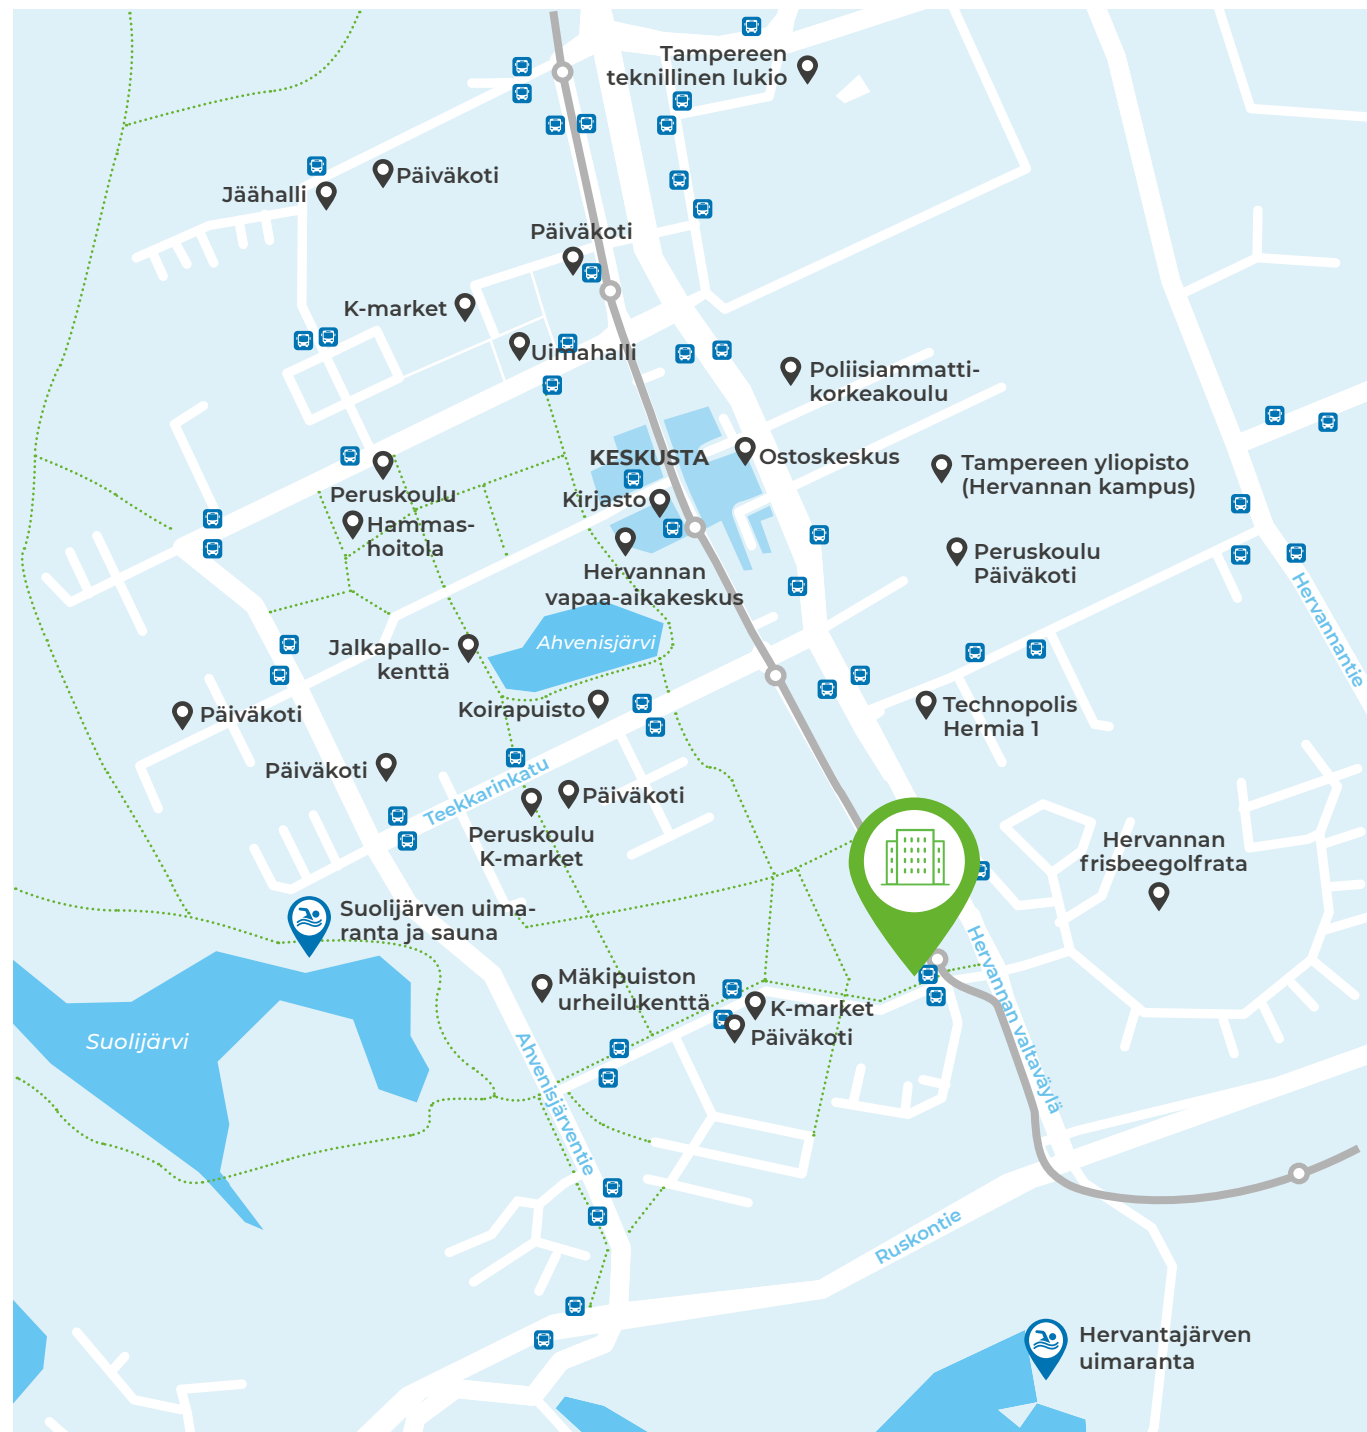 Tampereen
teknillinen lukio
Päiväkoti
Jäähalli
Päiväkoti
K-market
Uimahalli
Poliisiammatti-
korkeakoulu
KESKUSTA
Ostoskeskus
Tampereen yliopisto
(Hervannan kampus)
Peruskoulu
Kirjasto
Hammas-
hoitola
Peruskoulu
Päiväkoti
Hervannan
vapaa-aikakeskus
Hervannantie
Ahvenisjärvi
Jalkapallo-
kenttä
Koirapuisto
Technopolis
Hermia 1
Päiväkoti
Päiväkoti
Teekkarinkatu
Päiväkoti
Peruskoulu
K-market
Hervannan
frisbeegolfrata
Suolijärven uima-
ranta ja sauna
Mäkipuiston
urheilukenttä
K-market
Päiväkoti
Hervannan valtaväylä
Suolijärvi
Ahvenisjärventie
Ruskontie
Hervantajärven
uimaranta